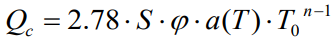 Q_c = 2.78 · S · φ · a(T) · T_0^{n−1}